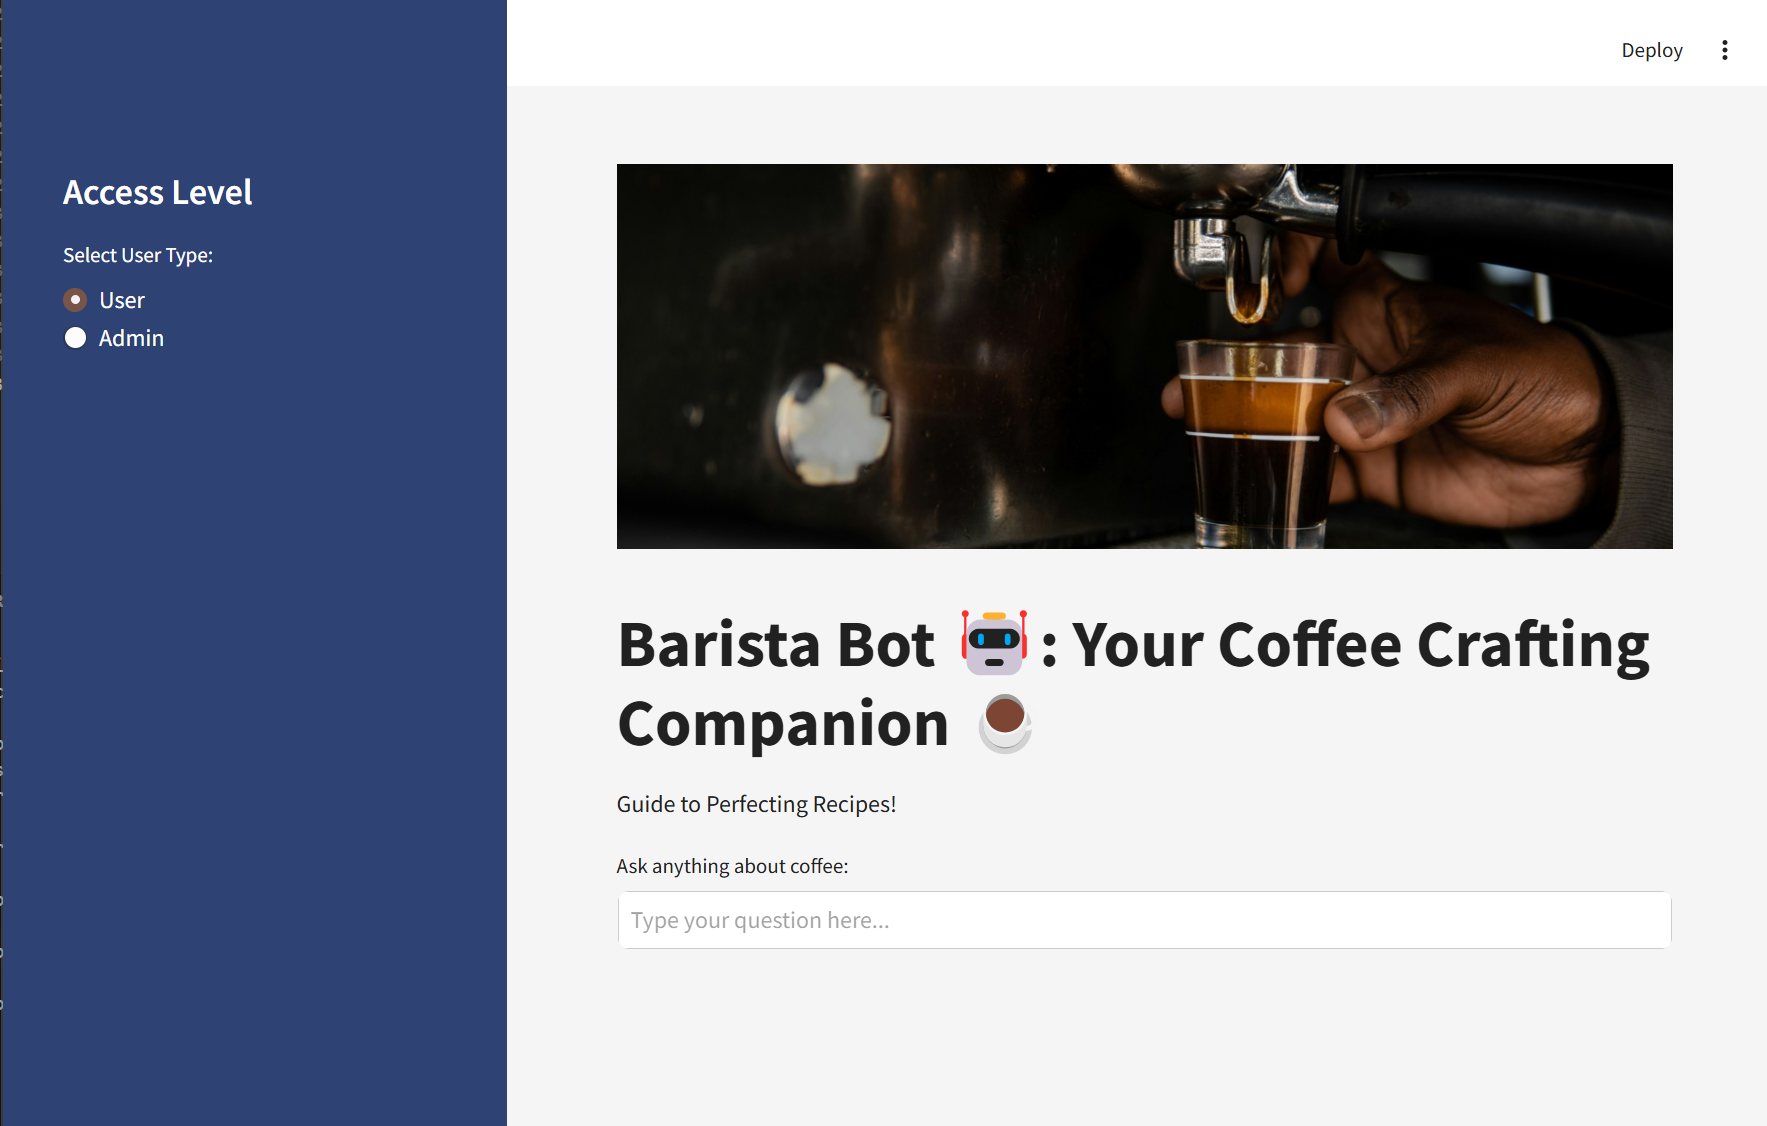 Deploy
Access Level
Select User Type:
User
Admin
Barista Bot 🤖: Your Coffee Crafting
Companion ☕
Guide to Perfecting Recipes!
Ask anything about coffee:
Type your question here...